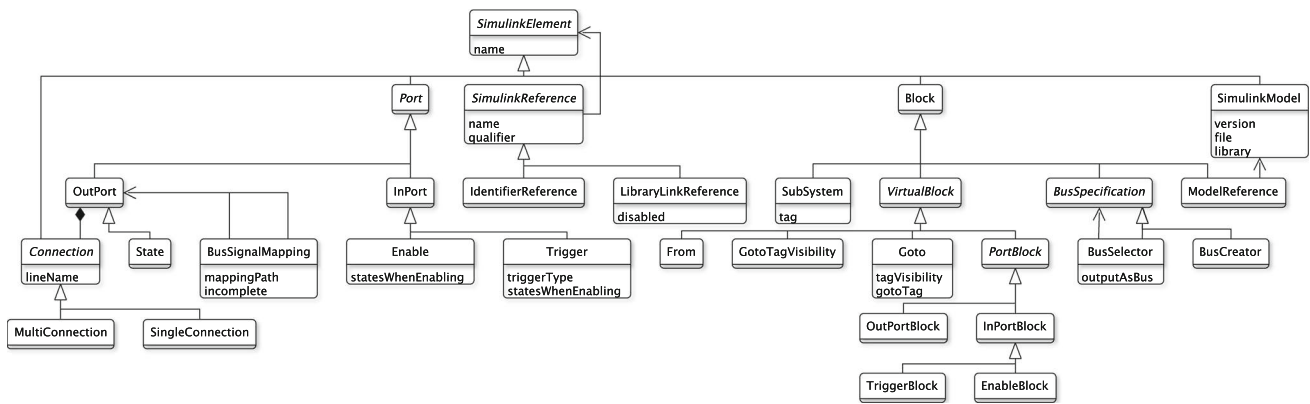 SimulinkElement
name
Port
SimulinkReference
name
qualifier
Block
SimulinkModel
version
file
library
OutPort
InPort
IdentifierReference
LibraryLinkReference
disabled
SubSystem
tag
VirtualBlock
BusSpecification
ModelReference
Connection
lineName
State
BusSignalMapping
mappingPath
incomplete
Enable
statesWhenEnabling
Trigger
triggerType
statesWhenEnabling
From
GotoTagVisibility
Goto
tagVisibility
gotoTag
PortBlock
BusSelector
outputAsBus
BusCreator
MultiConnection
SingleConnection
OutPortBlock
InPortBlock
TriggerBlock
EnableBlock